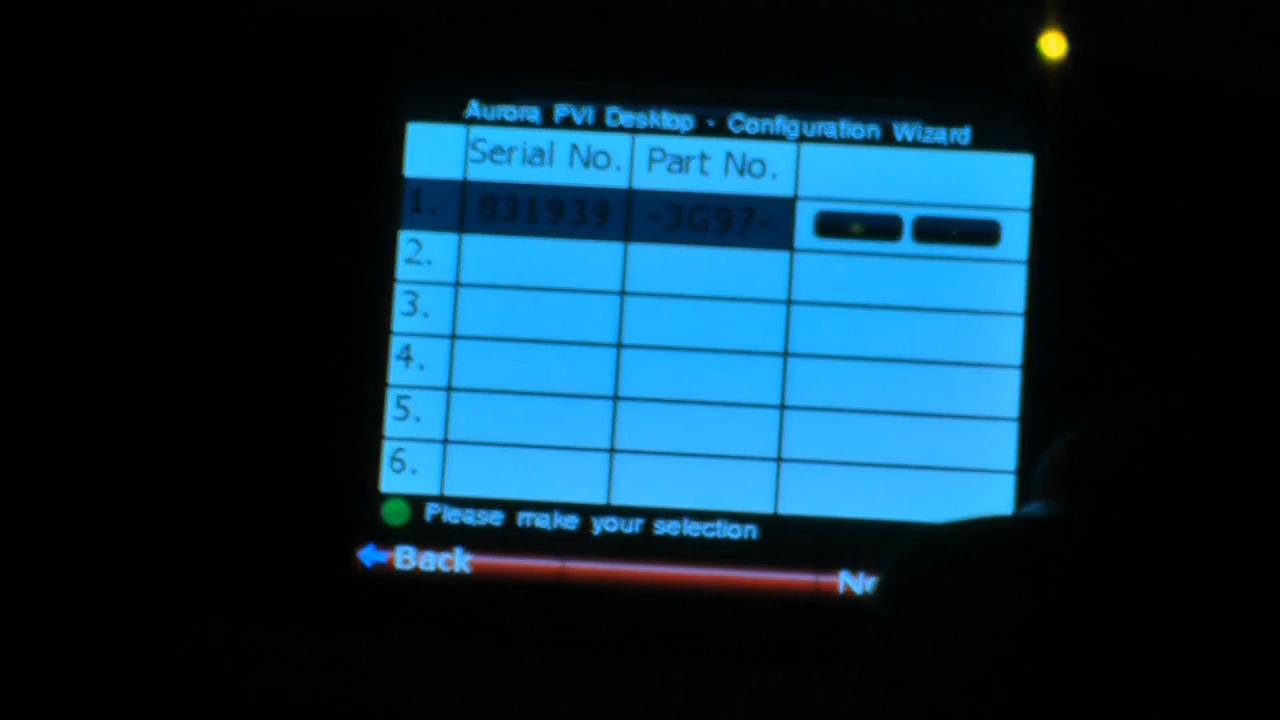 Aurora PVI Desktop - Configuration Wizard
Serial No. Part No.
1. 831939 -3G97- + -
2.
3.
4.
5.
6.
Please make your selection
Back